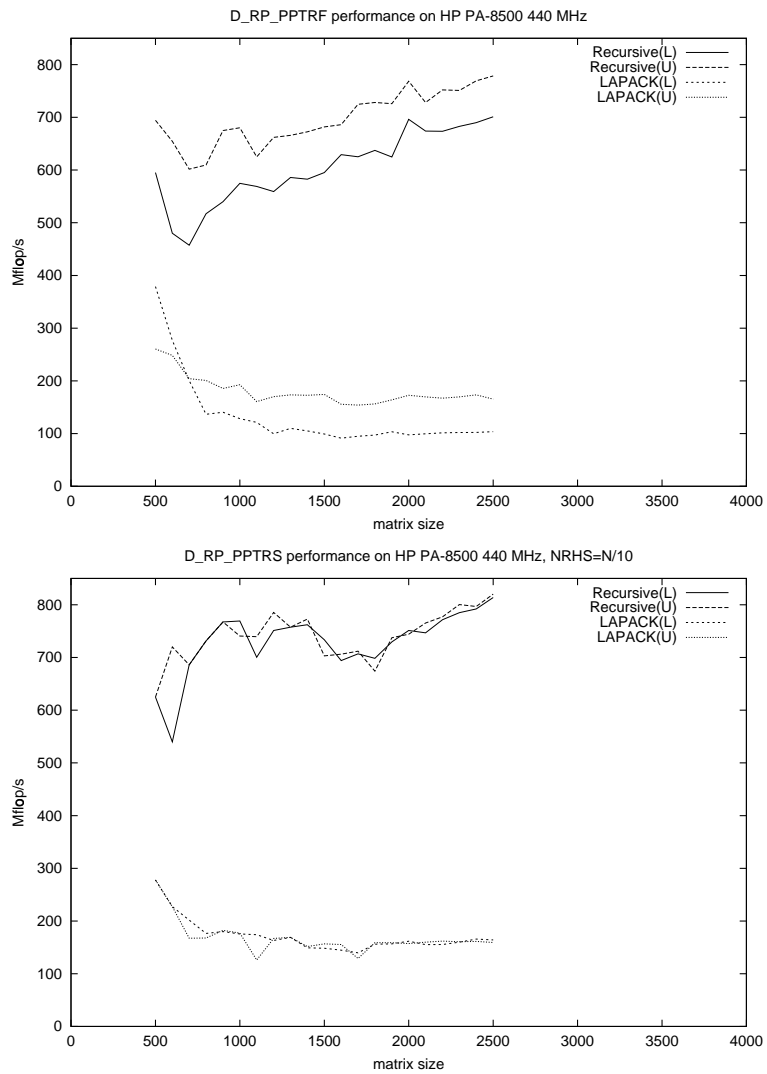 D_RP_PPTRF performance on HP PA-8500 440 MHz
Recursive(L)
Recursive(U)
LAPACK(L)
LAPACK(U)
800
700
600
500
400
300
200
100
0
Mflop/s
0 500 1000 1500 2000 2500 3000 3500 4000
matrix size
D_RP_PPTRS performance on HP PA-8500 440 MHz, NRHS=N/10
Recursive(L)
Recursive(U)
LAPACK(L)
LAPACK(U)
800
700
600
500
400
300
200
100
0
Mflop/s
0 500 1000 1500 2000 2500 3000 3500 4000
matrix size